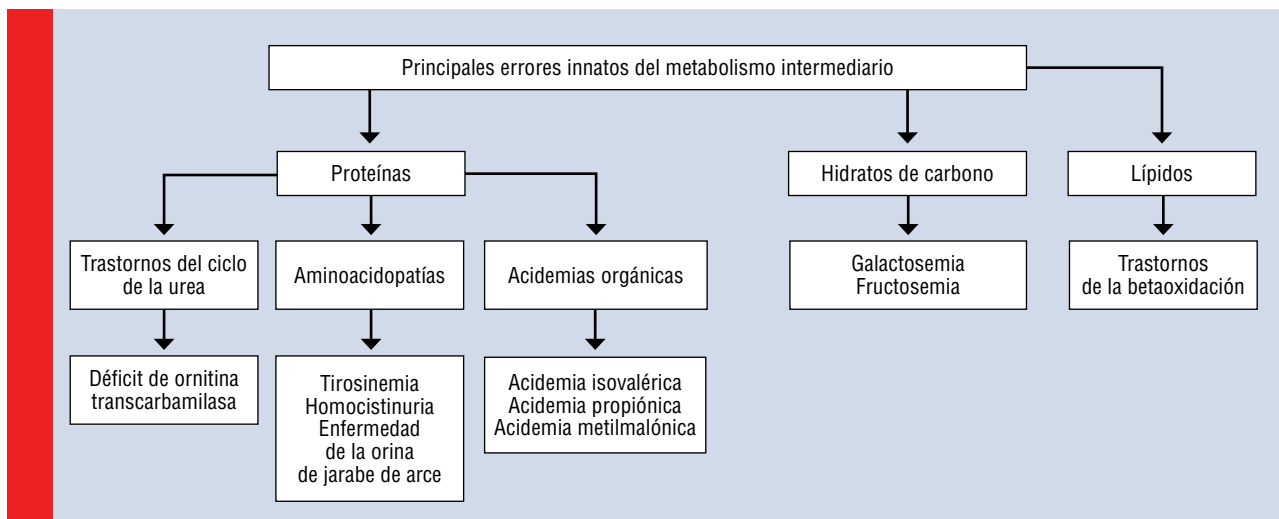 Principales errores innatos del metabolismo intermediario
Proteínas
Hidratos de carbono
Lípidos
Trastornos del ciclo
de la urea
Aminoacidopatías
Acidemias orgánicas
Galactosemia
Fructosemia
Trastornos
de la betaoxidación
Déficit de ornitina
transcarbamilasa
Tirosinemia
Homocistinuria
Enfermedad
de la orina
de jarabe de arce
Acidemia isovalérica
Acidemia propiónica
Acidemia metilmalónica